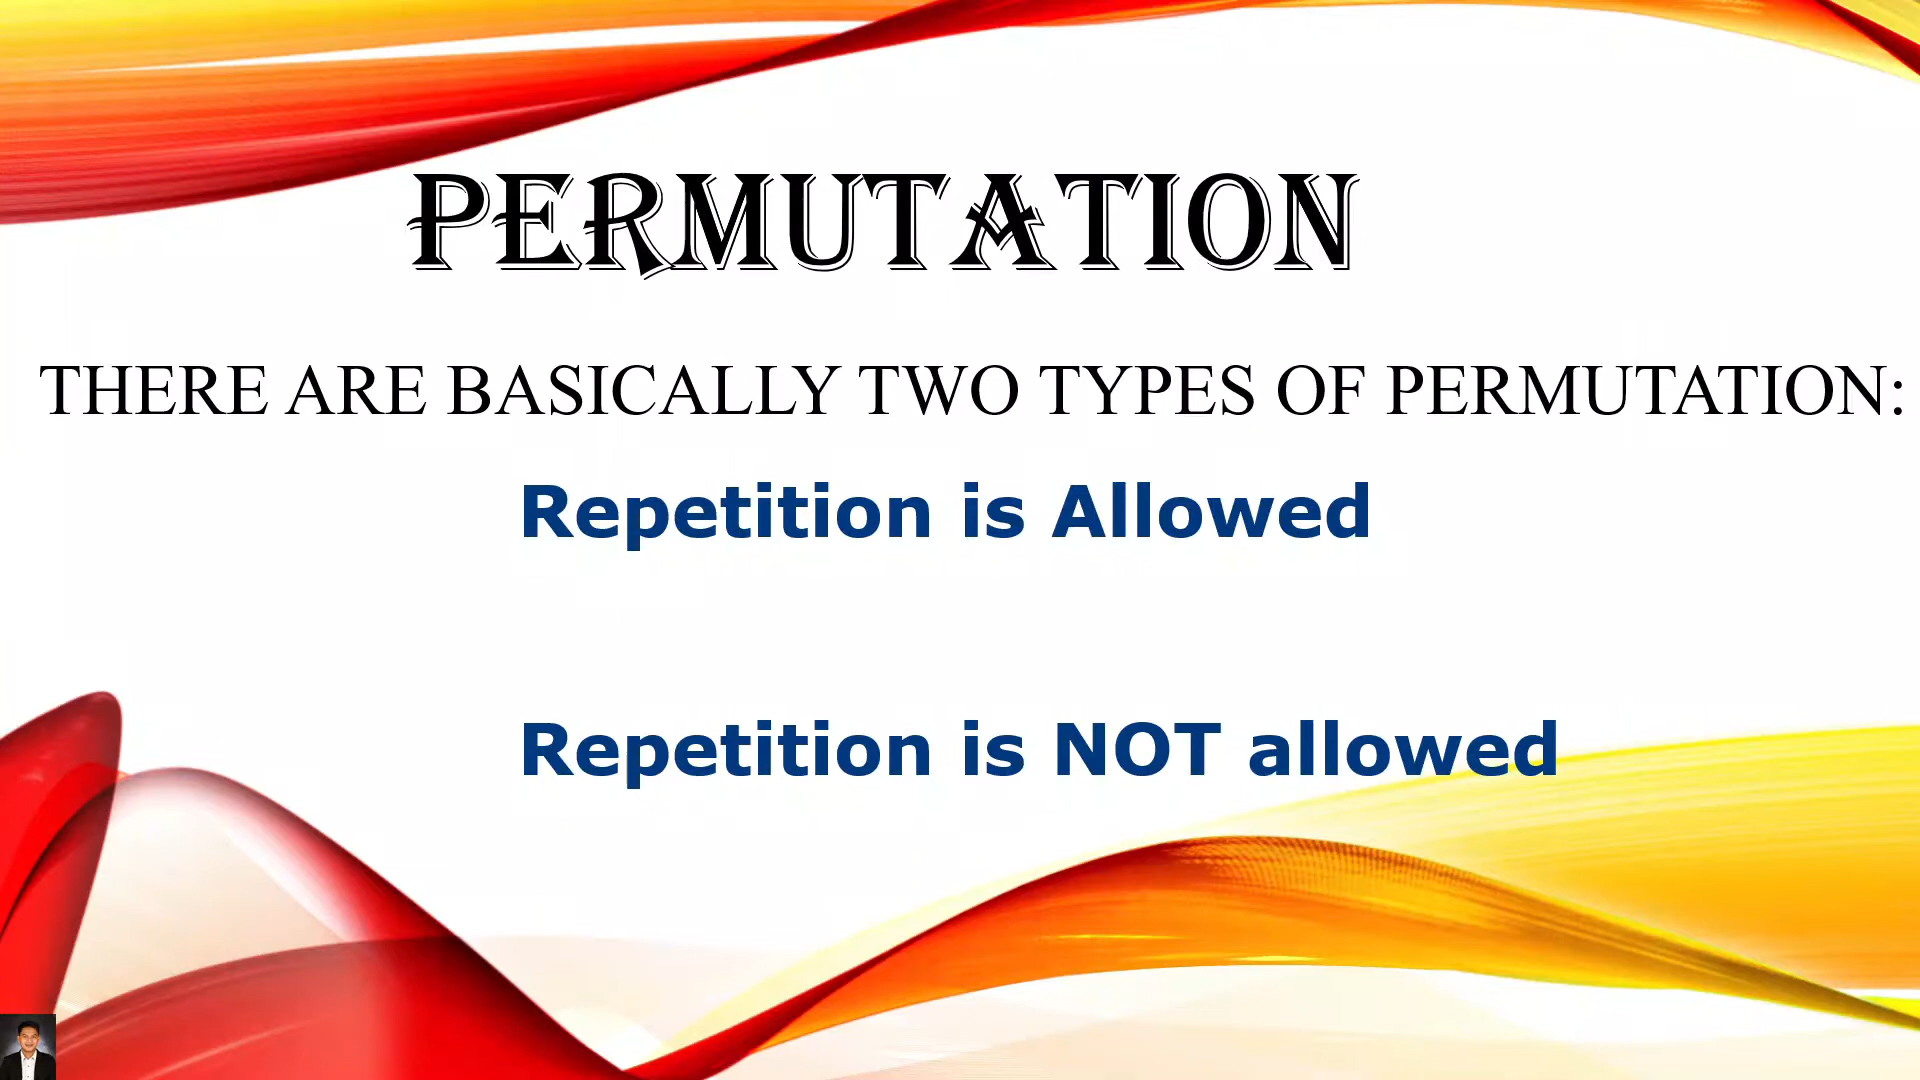 PERMUTATION
THERE ARE BASICALLY TWO TYPES OF PERMUTATION:
Repetition is Allowed
Repetition is NOT allowed